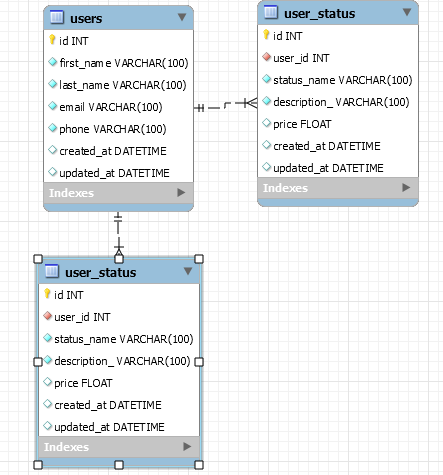 users
id INT
first_name VARCHAR(100)
last_name VARCHAR(100)
email VARCHAR(100)
phone VARCHAR(100)
created_at DATETIME
updated_at DATETIME
Indexes
user_status
id INT
user_id INT
status_name VARCHAR(100)
description_ VARCHAR(100)
price FLOAT
created_at DATETIME
updated_at DATETIME
Indexes
user_status
id INT
user_id INT
status_name VARCHAR(100)
description_ VARCHAR(100)
price FLOAT
created_at DATETIME
updated_at DATETIME
Indexes